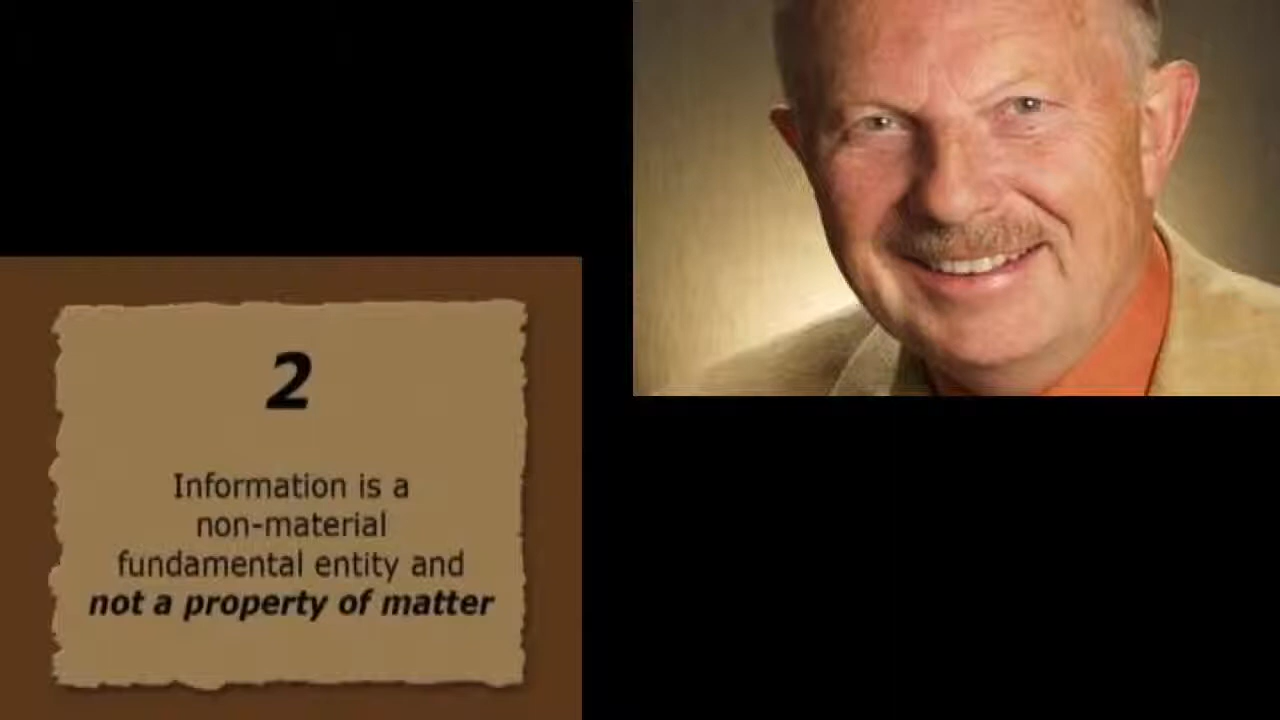 2
Information is a
non-material
fundamental entity and
not a property of matter